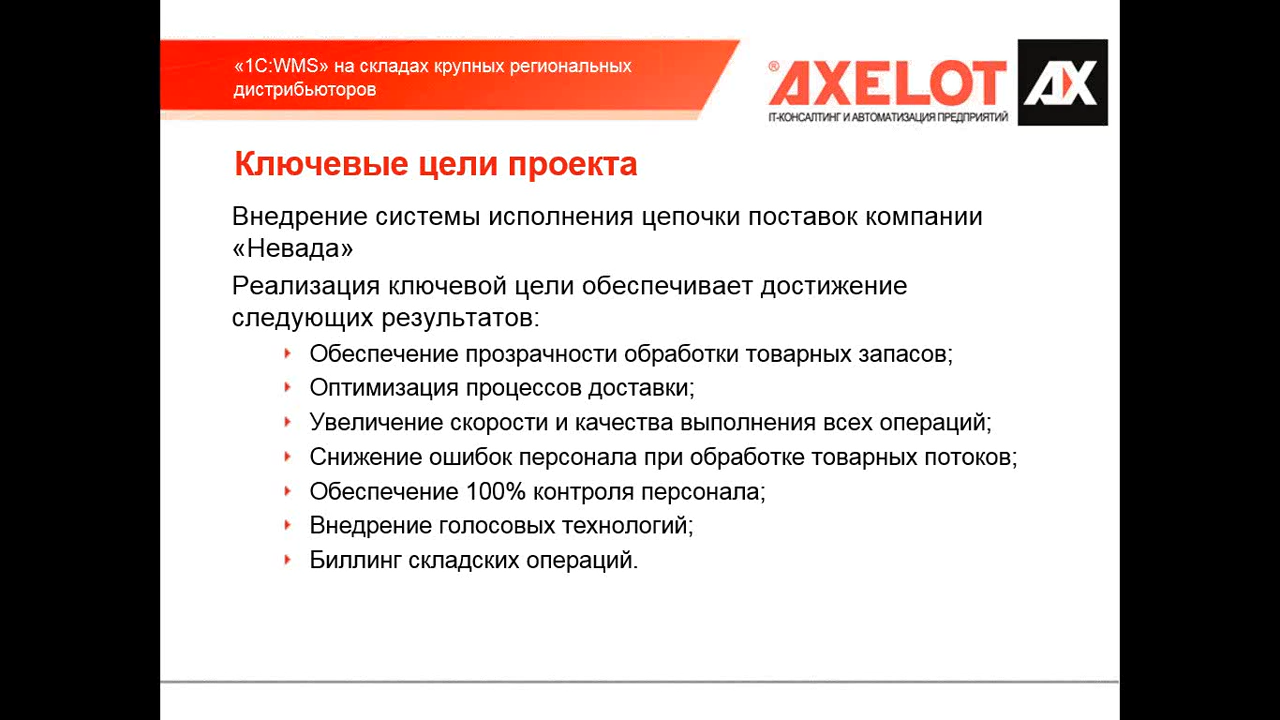 «1С:WMS» на складах крупных региональных
дистрибьюторов
® AXELOT
AX
IT-КОНСАЛТИНГ И АВТОМАТИЗАЦИЯ ПРЕДПРИЯТИЙ
Ключевые цели проекта
Внедрение системы исполнения цепочки поставок компании
«Невада»
Реализация ключевой цели обеспечивает достижение
следующих результатов:
Обеспечение прозрачности обработки товарных запасов;
Оптимизация процессов доставки;
Увеличение скорости и качества выполнения всех операций;
Снижение ошибок персонала при обработке товарных потоков;
Обеспечение 100% контроля персонала;
Внедрение голосовых технологий;
Биллинг складских операций.